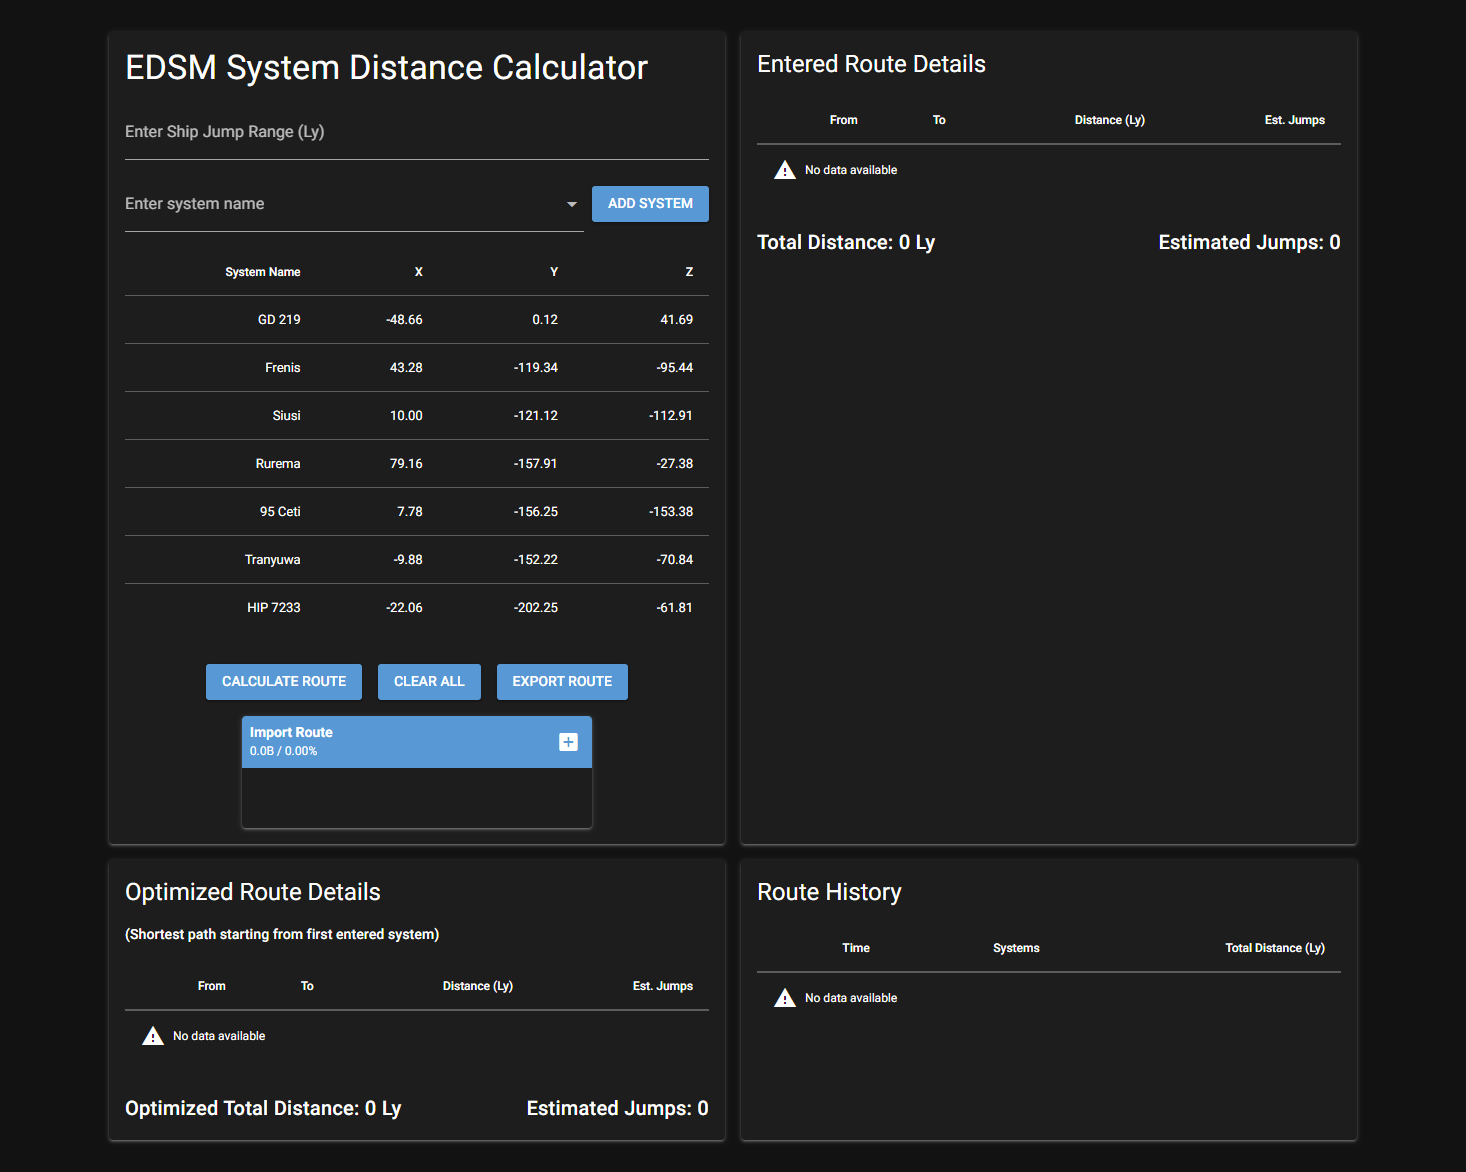 EDSM System Distance Calculator
Enter Ship Jump Range (Ly)
Enter system name
ADD SYSTEM
System Name X Y Z
GD 219 -48.66 0.12 41.69
Frenis 43.28 -119.34 -95.44
Siusi 10.00 -121.12 -112.91
Rurema 79.16 -157.91 -27.38
95 Ceti 7.78 -156.25 -153.38
Tranyuwa -9.88 -152.22 -70.84
HIP 7233 -22.06 -202.25 -61.81
CALCULATE ROUTE CLEAR ALL EXPORT ROUTE
Import Route
0.0B / 0.00%
Entered Route Details
From To Distance (Ly) Est. Jumps
No data available
Total Distance: 0 Ly Estimated Jumps: 0
Optimized Route Details
(Shortest path starting from first entered system)
From To Distance (Ly) Est. Jumps
No data available
Optimized Total Distance: 0 Ly Estimated Jumps: 0
Route History
Time Systems Total Distance (Ly)
No data available